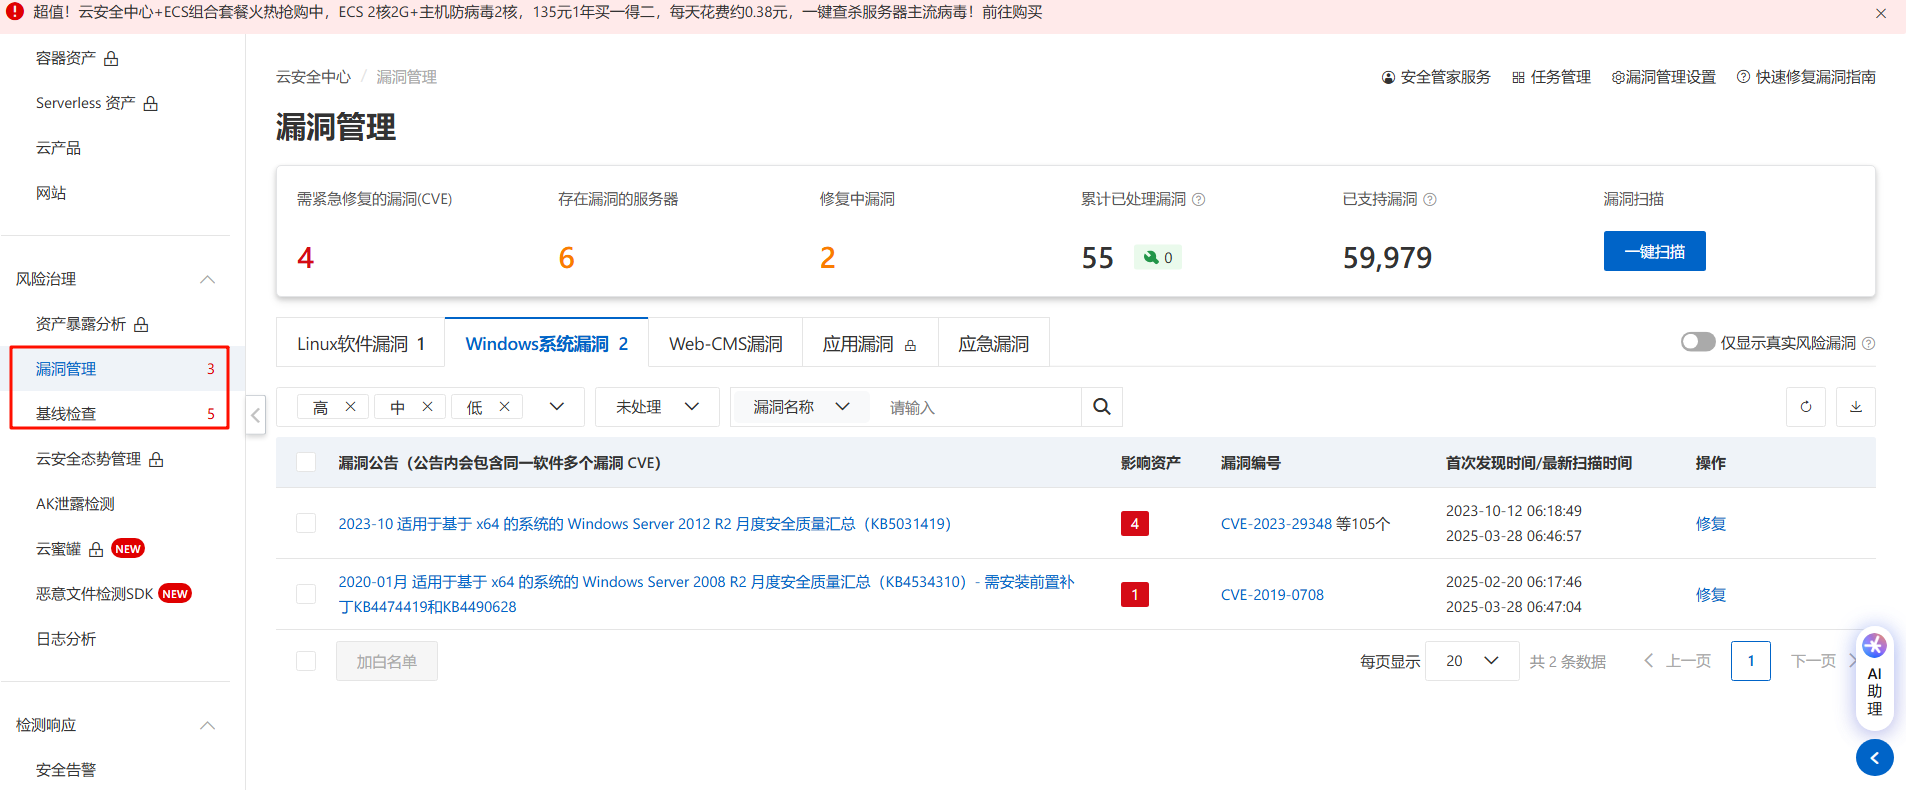 超值！云安全中心+ECS组合套餐火热抢购中，ECS 2核2G+主机防病毒2核，135元1年买一得二，每天花费约0.38元，一键查杀服务器主流病毒！前往购买
容器资产
Serverless 资产
云产品
网站
风险治理
资产暴露分析
漏洞管理 3
基线检查 5
云安全态势管理
AK泄露检测
云蜜罐 NEW
恶意文件检测SDK NEW
日志分析
检测响应
安全告警
云安全中心 / 漏洞管理
安全管家服务 任务管理 漏洞管理设置 快速修复漏洞指南
漏洞管理
需紧急修复的漏洞(CVE) 存在漏洞的服务器 修复中漏洞 累计已处理漏洞 已支持漏洞 漏洞扫描
4 6 2 55 0 59,979 一键扫描
Linux软件漏洞 1 Windows系统漏洞 2 Web-CMS漏洞 应用漏洞 应急漏洞 仅显示真实风险漏洞
高 中 低 未处理 漏洞名称 请输入
漏洞公告（公告内会包含同一软件多个漏洞 CVE） 影响资产 漏洞编号 首次发现时间/最新扫描时间 操作
2023-10 适用于基于 x64 的系统的 Windows Server 2012 R2 月度安全质量汇总（KB5031419） 4 CVE-2023-29348 等105个 2023-10-12 06:18:49 修复
2025-03-28 06:46:57
2020-01月 适用于基于 x64 的系统的 Windows Server 2008 R2 月度安全质量汇总（KB4534310）- 需安装前置补 1 CVE-2019-0708 2025-02-20 06:17:46 修复
丁KB4474419和KB4490628 2025-03-28 06:47:04
加白名单 每页显示 20 共 2 条数据 上一页 1 下一页
AI
助
理